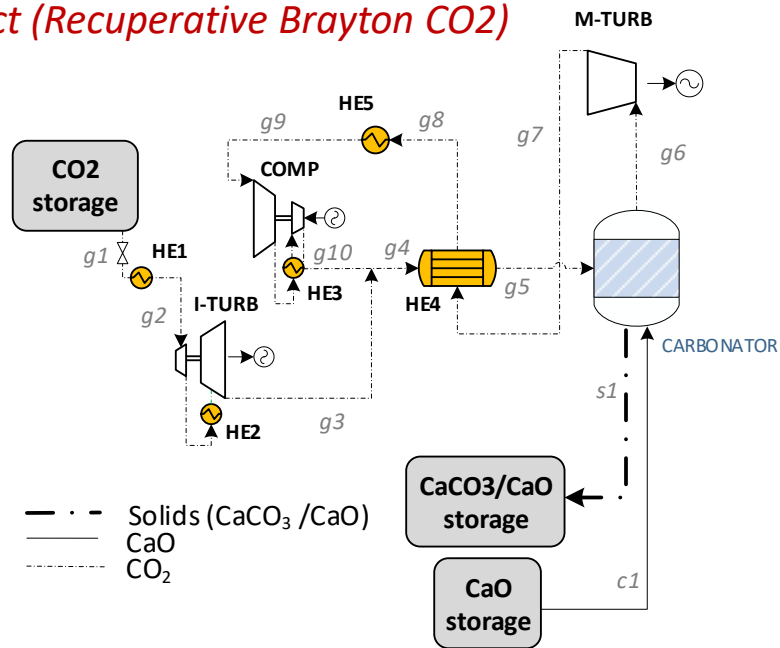 ct (Recuperative Brayton CO2)
M-TURB
HE5
g9
g8
g7
COMP
g6
CO2
storage
g1
HE1
g10
g4
HE3
g5
HE4
g2
I-TURB
CARBONATOR
HE2
g3
s1
CaCO3/CaO
storage
Solids (CaCO₃ /CaO)
CaO
CO₂
CaO
storage
c1